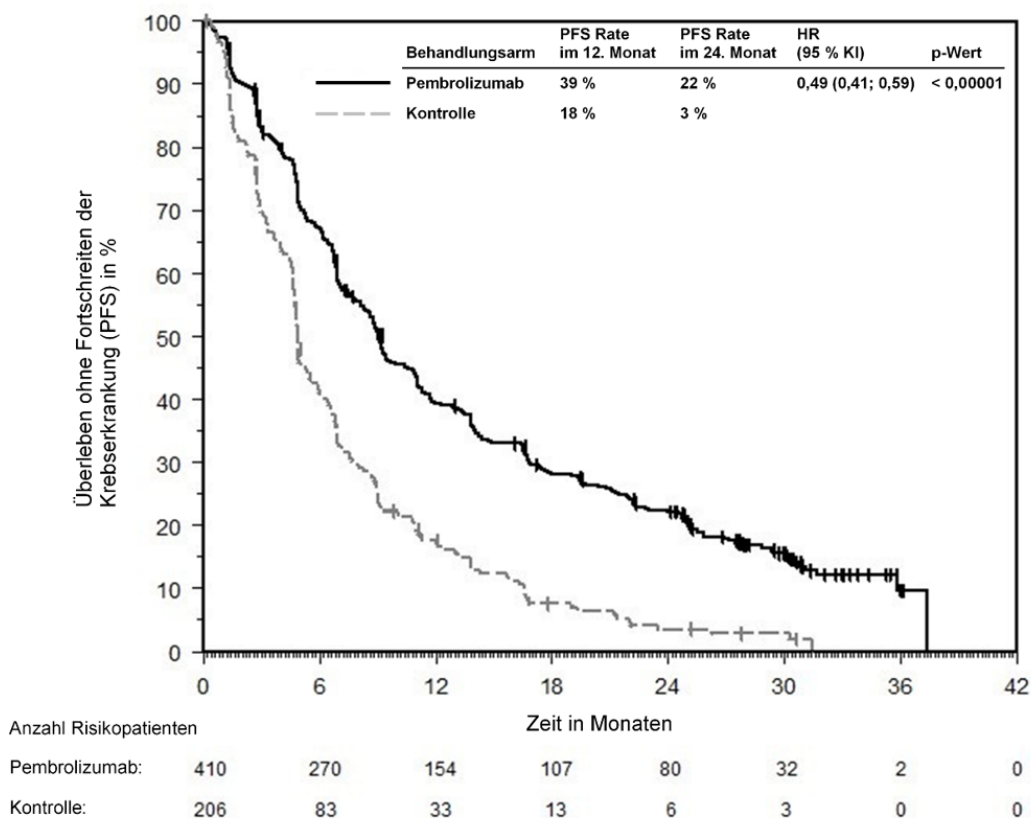 PFS Rate PFS Rate HR
Behandlungsarm im 12. Monat im 24. Monat (95 % KI) p-Wert
Pembrolizumab 39 % 22 % 0,49 (0,41; 0,59) < 0,00001
Kontrolle 18 % 3 %
Überleben ohne Fortschreiten der
Krebserkrankung (PFS) in %
100
90
80
70
60
50
40
30
20
10
0
0 6 12 18 24 30 36 42
Zeit in Monaten
Anzahl Risikopatienten
Pembrolizumab: 410 270 154 107 80 32 2 0
Kontrolle: 206 83 33 13 6 3 0 0